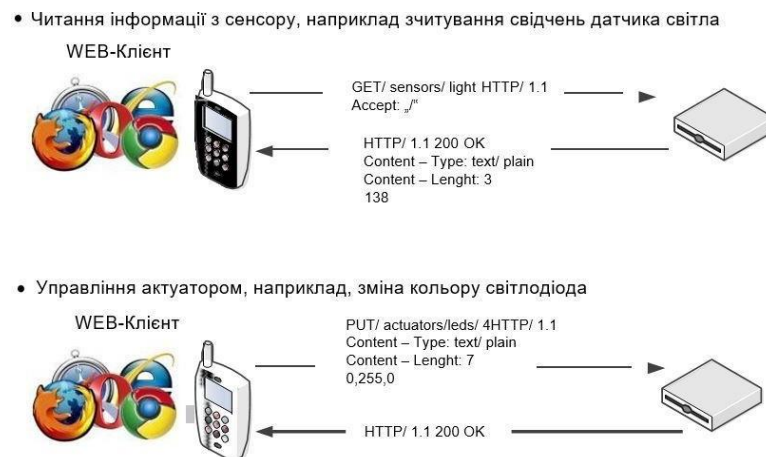 • Читання інформації з сенсору, наприклад зчитування свідчень датчика світла
WEB-Клієнт
GET/ sensors/ light HTTP/ 1.1
Accept: „/“
HTTP/ 1.1 200 OK
Content – Type: text/ plain
Content – Lenght: 3
138
• Управління актуатором, наприклад, зміна кольору світлодіода
WEB-Клієнт
PUT/ actuators/leds/ 4HTTP/ 1.1
Content – Type: text/ plain
Content – Lenght: 7
0,255,0
HTTP/ 1.1 200 OK